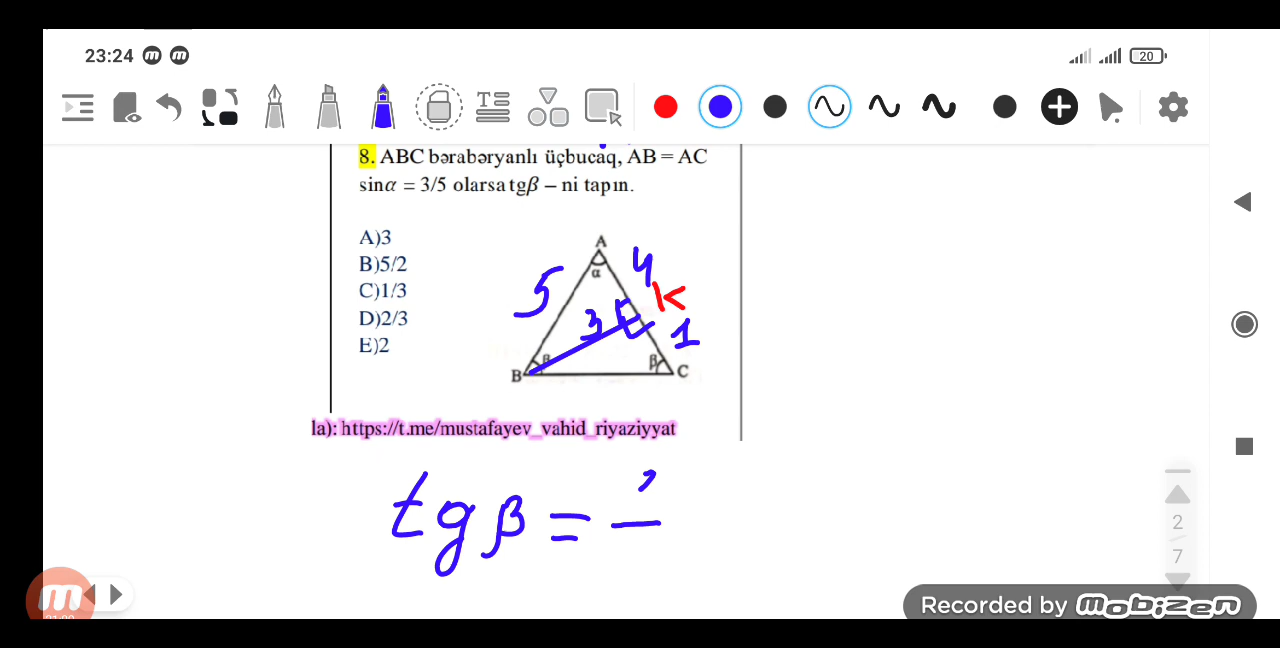 23:24
20
8. ABC bərabəryanlı üçbucaq, AB = AC
sinα = 3/5 olarsa tgβ – ni tapın.
A)3
B)5/2
C)1/3
D)2/3
E)2
A
α
5
4
K
3
1
β
β
B
C
la): https://t.me/mustafayev_vahid_riyaziyyat
tgβ =
2
7
Recorded by mobizen